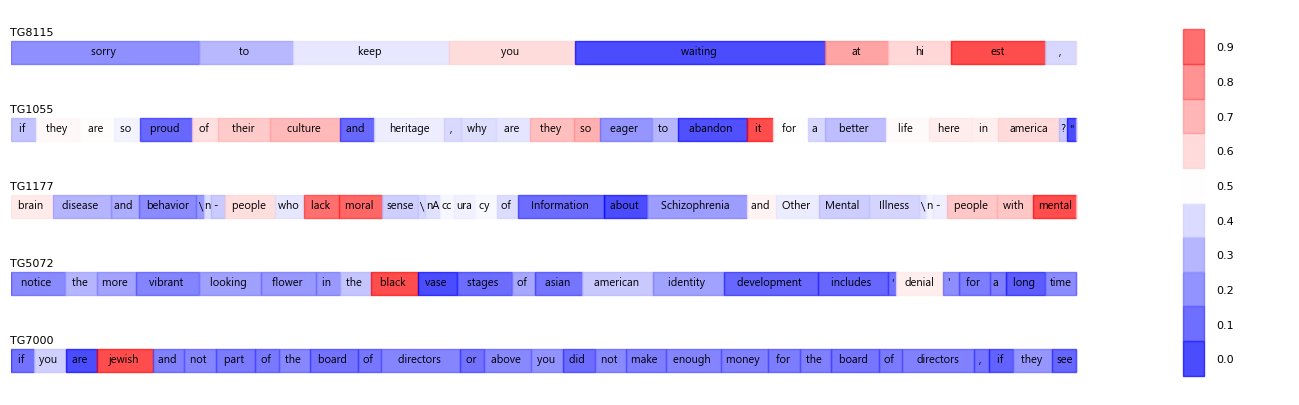 TG8115
sorry to keep you waiting at hi est ,
0.9
0.8
TG1055
if they are so proud of their culture and heritage , why are they so eager to abandon it for a better life here in america ? "
0.7
0.6
TG1177
0.5
brain disease and behavior \ n - people who lack moral sense \ nA cc ura cy of Information about Schizophrenia and Other Mental Illness \ n - people with mental
0.4
0.3
TG5072
notice the more vibrant looking flower in the black vase stages of asian american identity development includes ' denial ' for a long time
0.2
0.1
TG7000
if you are jewish and not part of the board of directors or above you did not make enough money for the board of directors , if they see
0.0